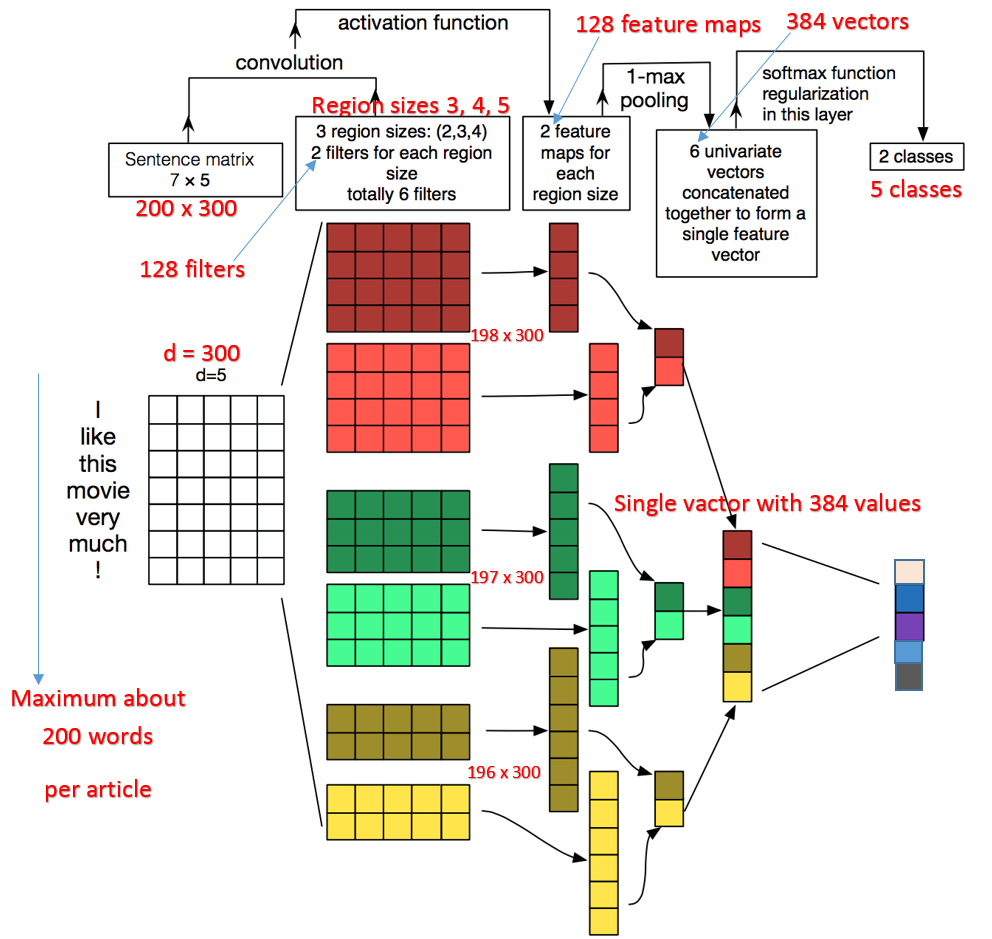 activation function
128 feature maps
384 vectors
convolution
1-max
pooling
softmax function
regularization
in this layer
Region sizes 3, 4, 5
Sentence matrix
7 × 5
200 x 300
3 region sizes: (2,3,4)
2 filters for each region
size
totally 6 filters
2 feature
maps for
each
region size
6 univariate
vectors
concatenated
together to form a
single feature
vector
2 classes
5 classes
128 filters
198 x 300
d = 300
d=5
I
like
this
movie
very
much
!
Single vactor with 384 values
197 x 300
Maximum about
200 words
per article
196 x 300